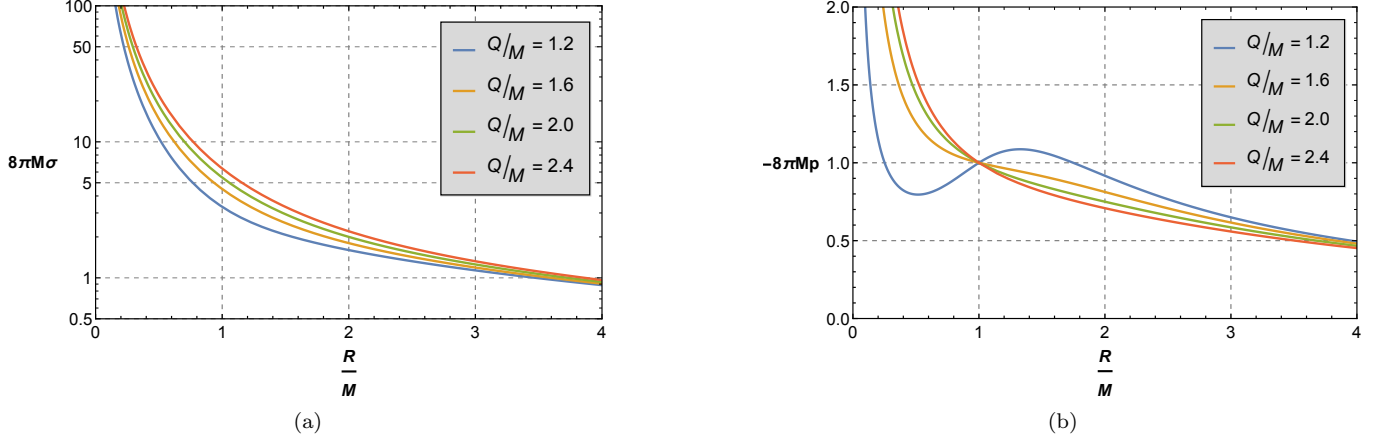 100
50
10
5
1
0.5
8πMσ
0
1
2
3
4
R
M
Q/M = 1.2
Q/M = 1.6
Q/M = 2.0
Q/M = 2.4
(a)
2.0
1.5
1.0
0.5
0.0
-8πMp
0
1
2
3
4
R
M
Q/M = 1.2
Q/M = 1.6
Q/M = 2.0
Q/M = 2.4
(b)